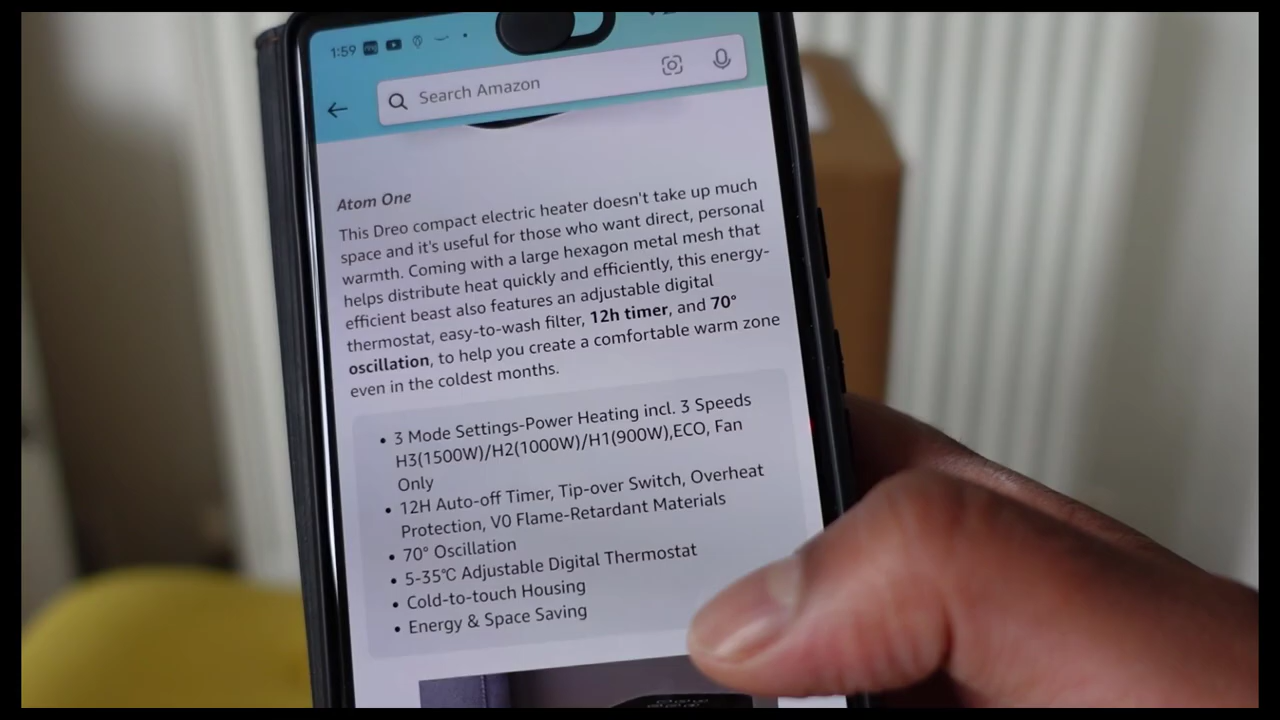 1:59
Search Amazon
Atom One
This Dreo compact electric heater doesn't take up much
space and it's useful for those who want direct, personal
warmth. Coming with a large hexagon metal mesh that
helps distribute heat quickly and efficiently, this energy-
efficient beast also features an adjustable digital
thermostat, easy-to-wash filter, 12h timer, and 70°
oscillation, to help you create a comfortable warm zone
even in the coldest months.
• 3 Mode Settings-Power Heating incl. 3 Speeds
H3(1500W)/H2(1000W)/H1(900W),ECO, Fan
Only
• 12H Auto-off Timer, Tip-over Switch, Overheat
Protection, V0 Flame-Retardant Materials
• 70° Oscillation
• 5-35℃ Adjustable Digital Thermostat
• Cold-to-touch Housing
• Energy & Space Saving